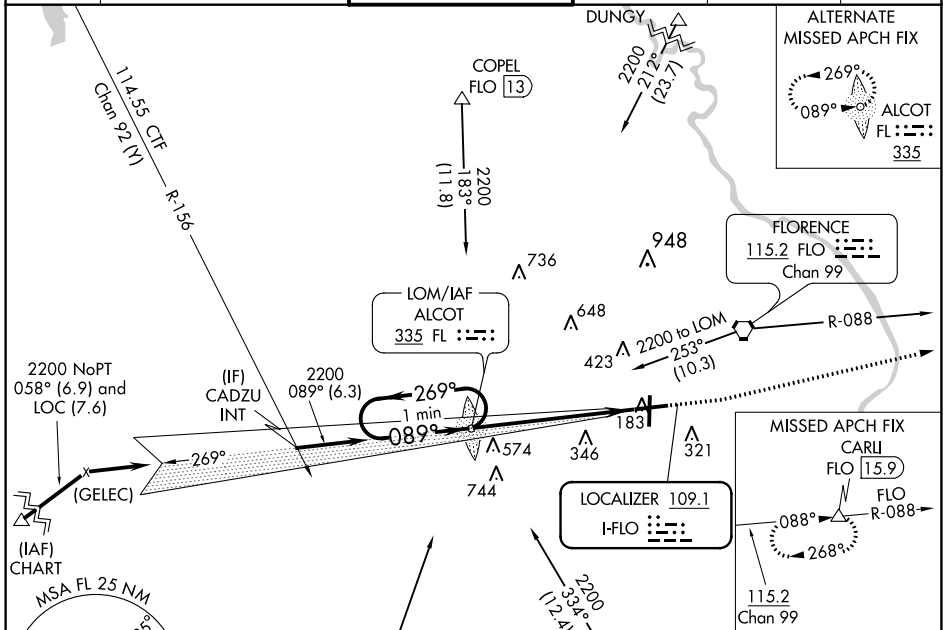 DUNGY
2200
212°
(23.7)
ALTERNATE
MISSED APCH FIX
269°
089°
ALCOT
FL
335
COPEL
FLO 13
2200
183°
(11.8)
114.55 CTF
Chan 92 (Y)
R-156
736
948
648
423
FLORENCE
115.2 FLO
Chan 99
R-088
2200 to LOM
253°
(10.3)
LOM/IAF
ALCOT
335 FL
2200 NoPT
058° (6.9) and
LOC (7.6)
(IF)
CADZU
INT
2200
089° (6.3)
269°
1 min
089°
269°
(GELEC)
(IAF)
CHART
574
744
346
183
321
LOCALIZER 109.1
I-FLO
MISSED APCH FIX
CARLI
FLO 15.9
FLO
R-088
088°
268°
115.2
Chan 99
2200
334°
(12.4)
MSA FL 25 NM